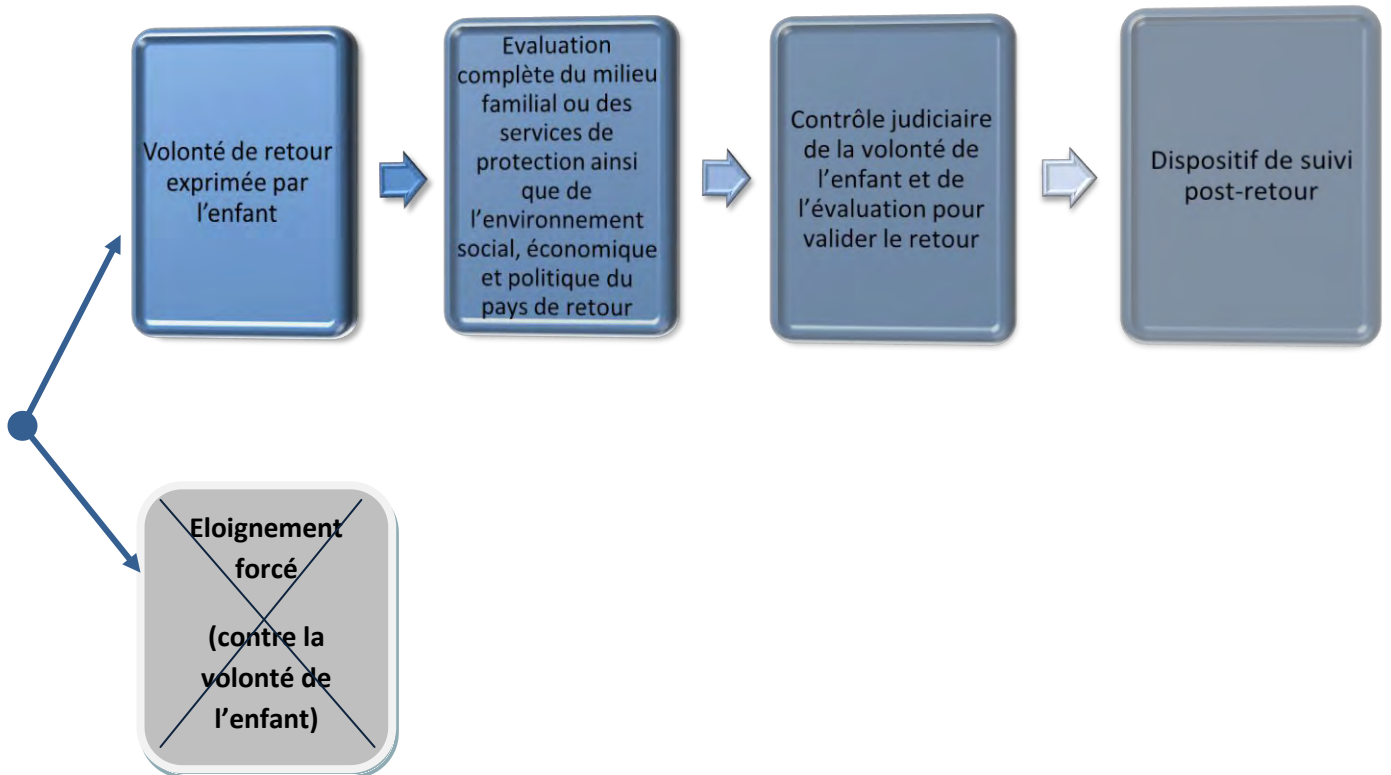 Volonté de retour
exprimée par
l'enfant
Evaluation
complète du milieu
familial ou des
services de
protection ainsi
que de
l'environnement
social, économique
et politique du
pays de retour
Contrôle judiciaire
de la volonté de
l'enfant et de
l'évaluation pour
valider le retour
Dispositif de suivi
post-retour
Eloignement
forcé
(contre la
volonté de
l'enfant)